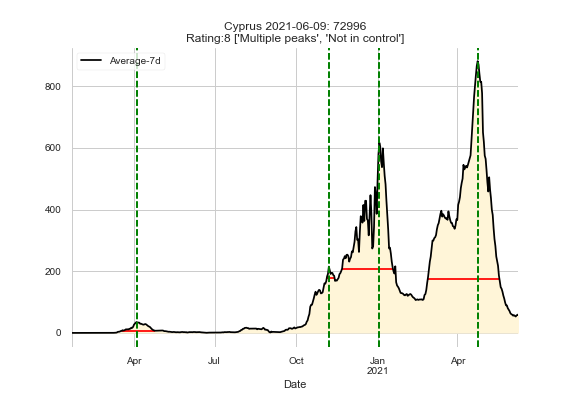 Cyprus 2021-06-09: 72996
Rating:8 ['Multiple peaks', 'Not in control']
Average-7d
800
600
400
200
0
Apr Jul Oct Jan Apr
2021
Date